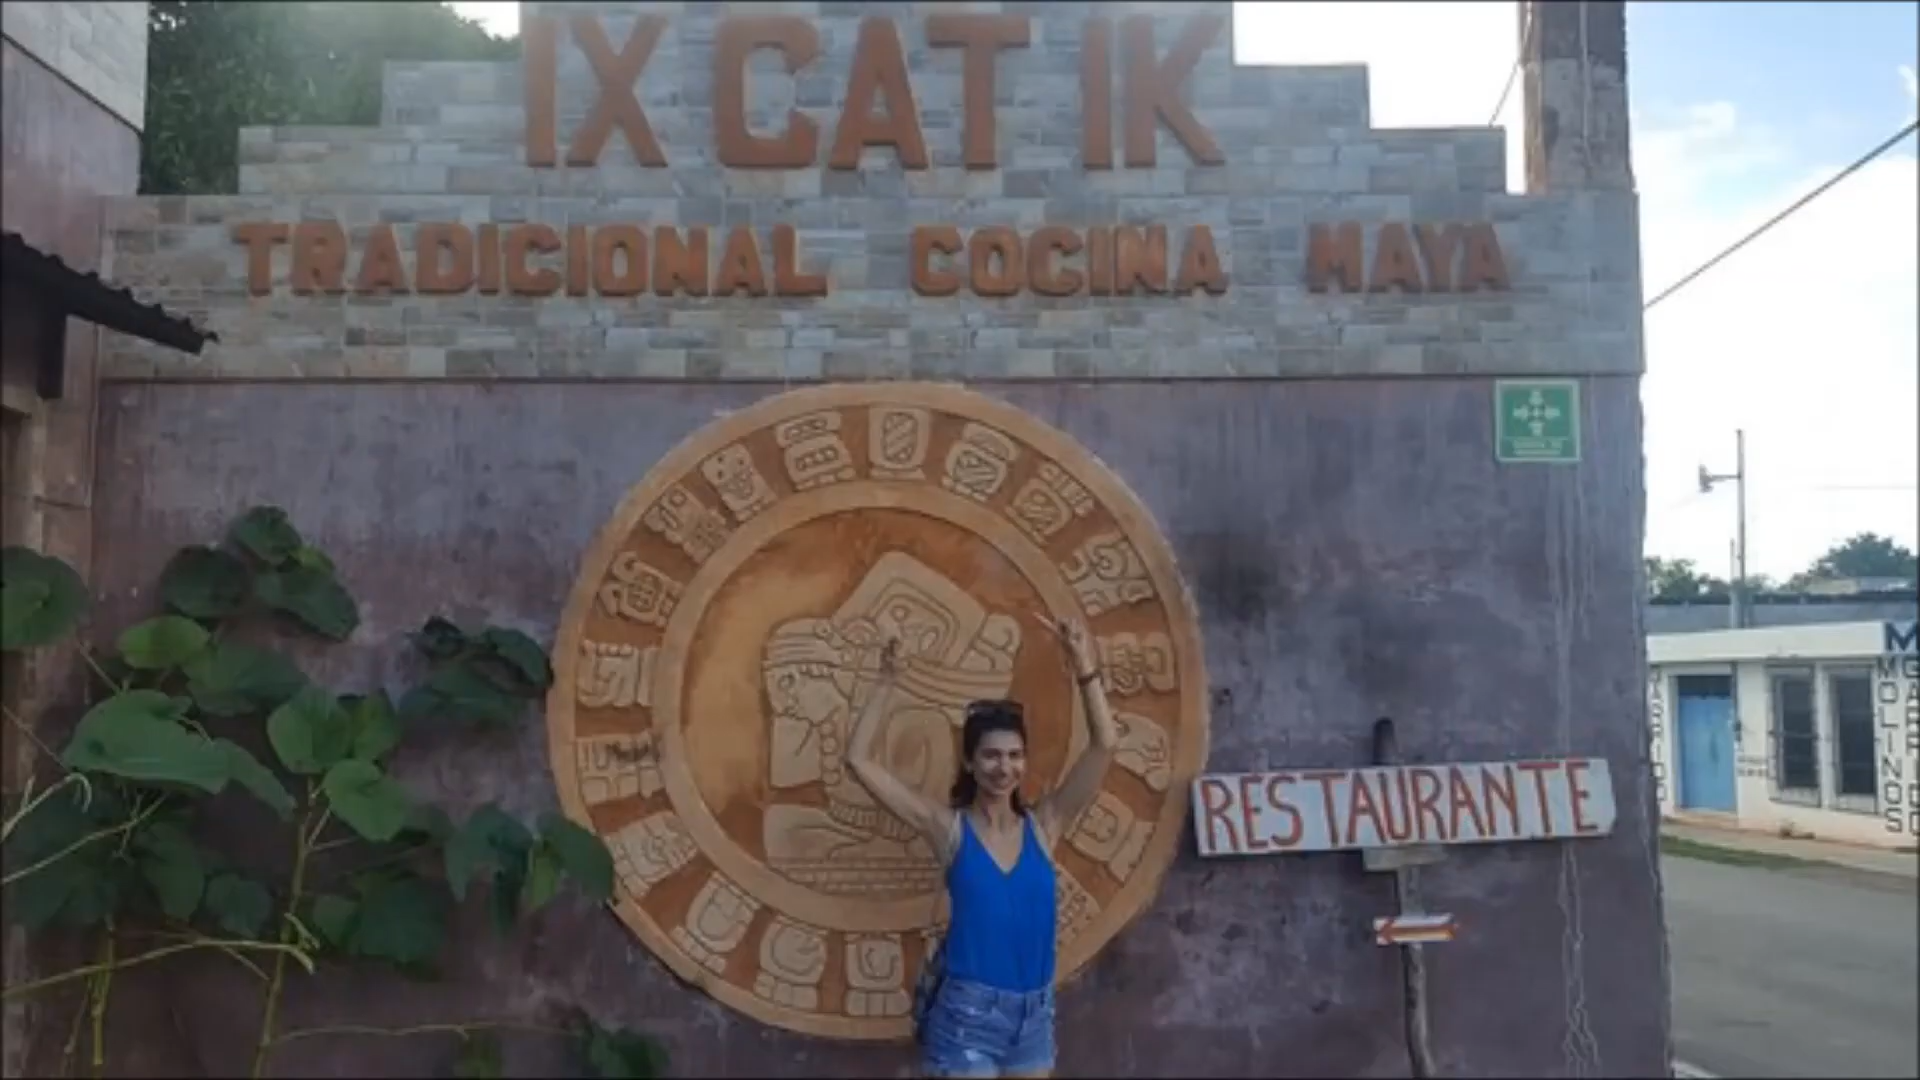 IX CAT IK
TRADICIONAL COCINA MAYA
RESTAURANTE
MOLINOS